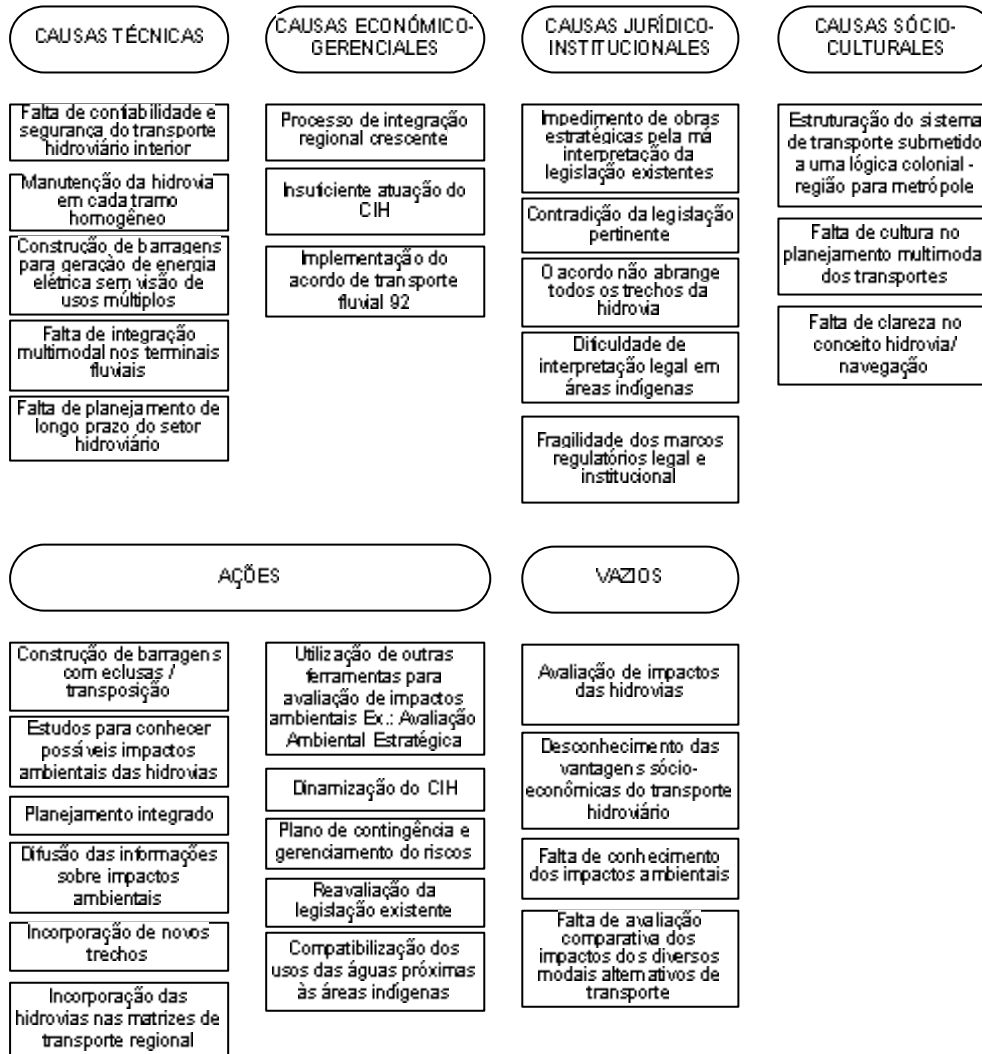 CAUSAS TÉCNICAS
CAUSAS ECONÓMICO-
GERENCIALES
CAUSAS JURÍDICO-
INSTITUCIONALES
CAUSAS SÓCIO-
CULTURALES
Falta de confiabilidade e
segurança do transporte
hidroviário interior
Manutenção da hidrovia
em cada tramo
homogêneo
Construção de barragens
para geração de energia
elétrica sem visão de
usos múltiplos
Falta de integração
multimodal nos terminais
fluviais
Falta de planejamento de
longo prazo do setor
hidroviário
Processo de integração
regional crescente
Insuficiente atuação do
CIH
Implementação do
acordo de transporte
fluvial 92
Impedimento de obras
estratégicas pela má
interpretação da
legislação existentes
Contradição da legislação
pertinente
O acordo não abrange
todos os trechos da
hidrovia
Dificuldade de
interpretação legal em
áreas indígenas
Fragilidade dos marcos
regulatórios legal e
institucional
Estruturação do sistema
de transporte submetido
a uma lógica colonial -
região para metrópole
Falta de cultura no
planejamento multimoda
dos transportes
Falta de clareza no
conceito hidrovia/
navegação
AÇÕES
VAZIOS
Construção de barragens
com eclusas /
transposição
Estudos para conhecer
possíveis impactos
ambientais das hidrovias
Planejamento integrado
Difusão das informações
sobre impactos
ambientais
Incorporação de novos
trechos
Incorporação das
hidrovias nas matrizes de
transporte regional
Utilização de outras
ferramentas para
avaliação de impactos
ambientais Ex.: Avaliação
Ambiental Estratégica
Dinamização do CIH
Plano de contingência e
gerenciamento do riscos
Reavaliação da
legislação existente
Compatibilização dos
usos das águas próximas
às áreas indígenas
Avaliação de impactos
das hidrovias
Desconhecimento das
vantagens sócio-
econômicas do transporte
hidroviário
Falta de conhecimento
dos impactos ambientais
Falta de avaliação
comparativa dos
impactos dos diversos
modais alternativos de
transporte